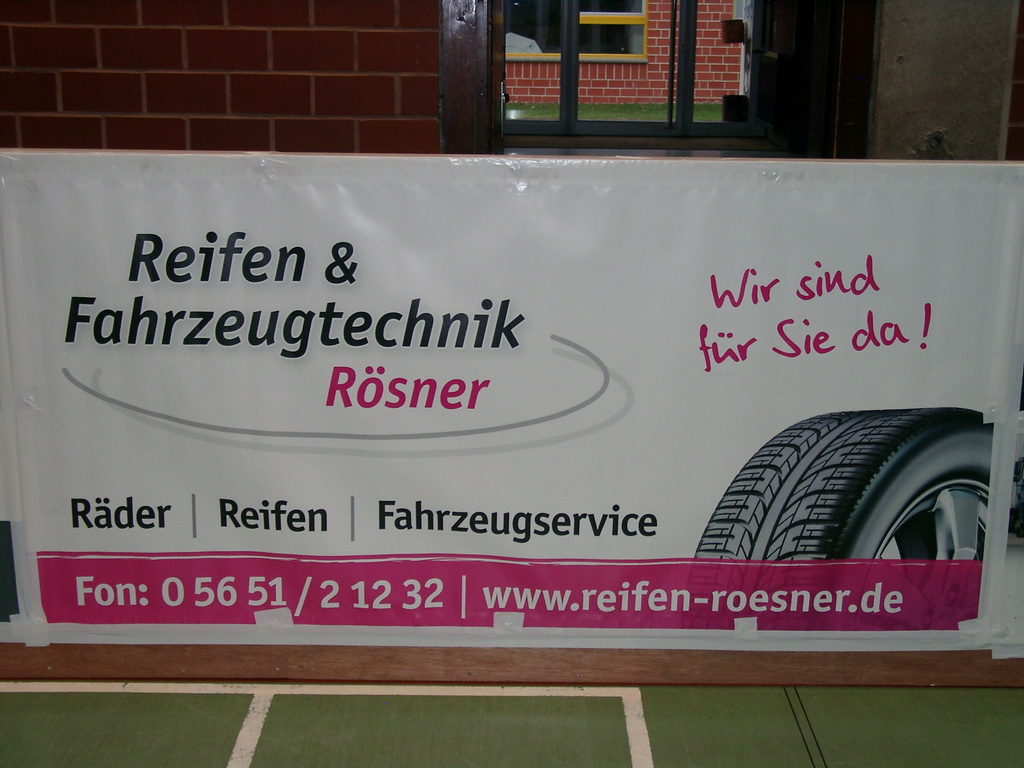 Reifen &
Fahrzeugtechnik
Rösner
Wir sind
für Sie da!
Räder | Reifen | Fahrzeugservice
Fon: 0 56 51 / 2 12 32 | www.reifen-roesner.de